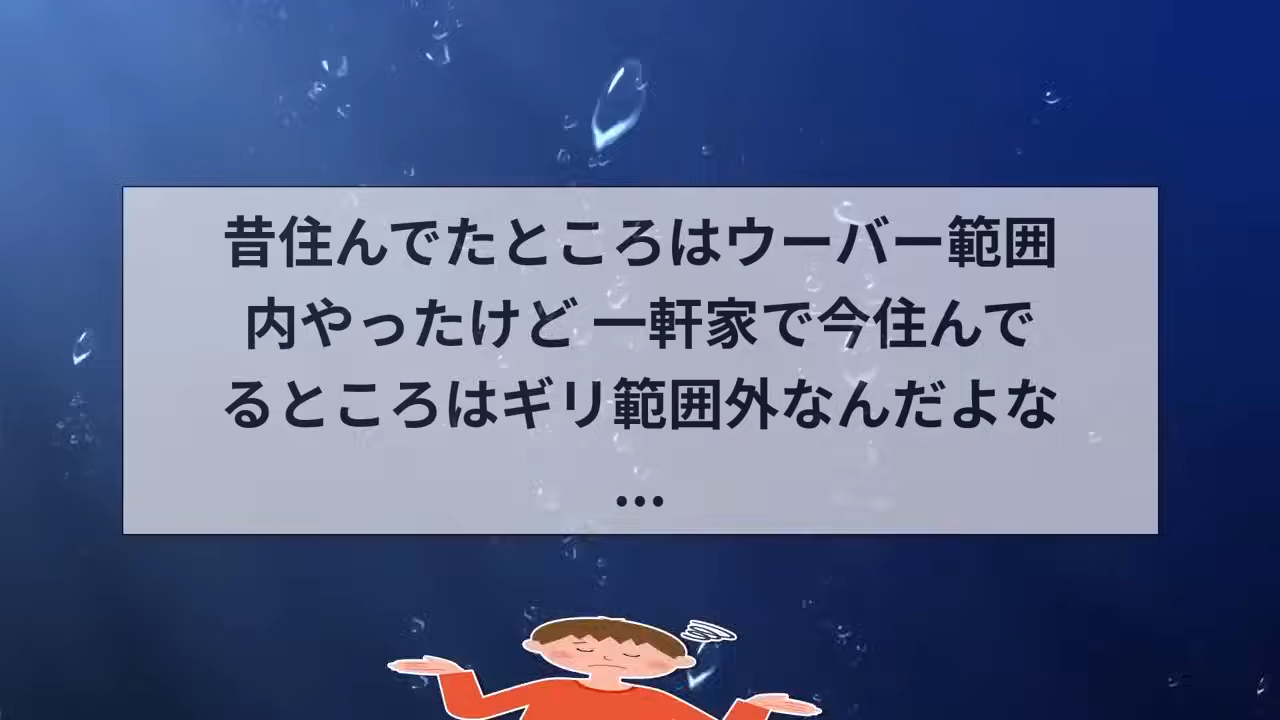 昔住んでたところはウーバー範囲
内やったけど 一軒家で今住んで
るところはギリ範囲外なんだよな
…